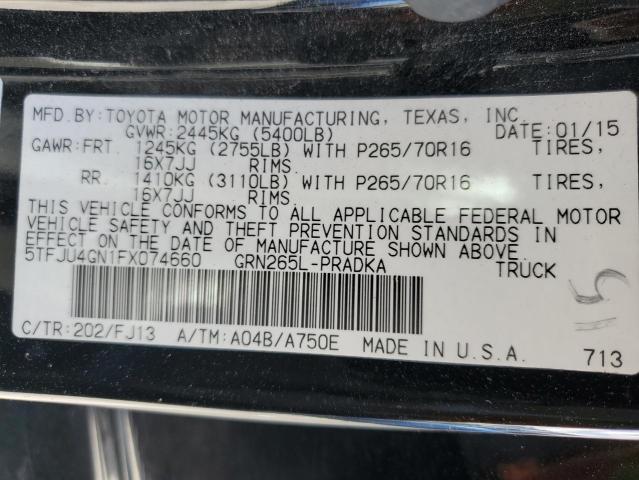 MFD.BY:TOYOTA MOTOR MANUFACTURING, TEXAS, INC.
GVWR:2445KG (5400LB) DATE:01/15
GAWR:FRT. 1245KG (2755LB) WITH P265/70R16 TIRES,
16X7JJ RIMS.
RR. 1410KG (3110LB) WITH P265/70R16 TIRES,
16X7JJ RIMS.
THIS VEHICLE CONFORMS TO ALL APPLICABLE FEDERAL MOTOR
VEHICLE SAFETY AND THEFT PREVENTION STANDARDS IN
EFFECT ON THE DATE OF MANUFACTURE SHOWN ABOVE.
5TFJU4GN1FX074660 GRN265L-PRADKA TRUCK
5
C/TR:202/FJ13 A/TM:A04B/A750E MADE IN U.S.A. 713